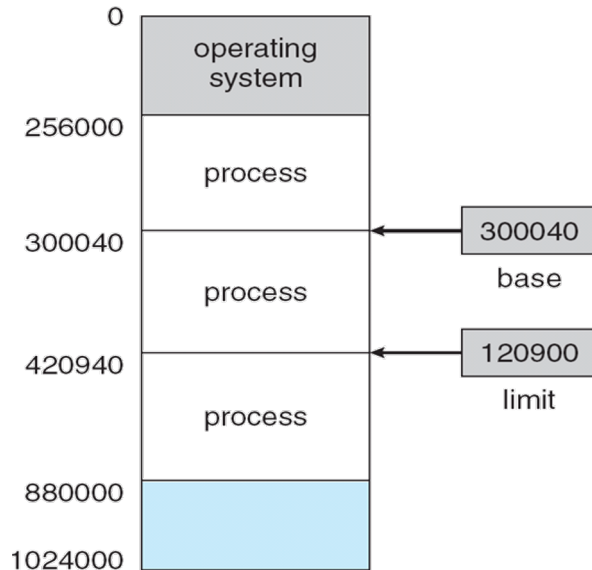 0
operating
system
256000
process
300040
300040
base
process
420940
120900
limit
process
880000
1024000